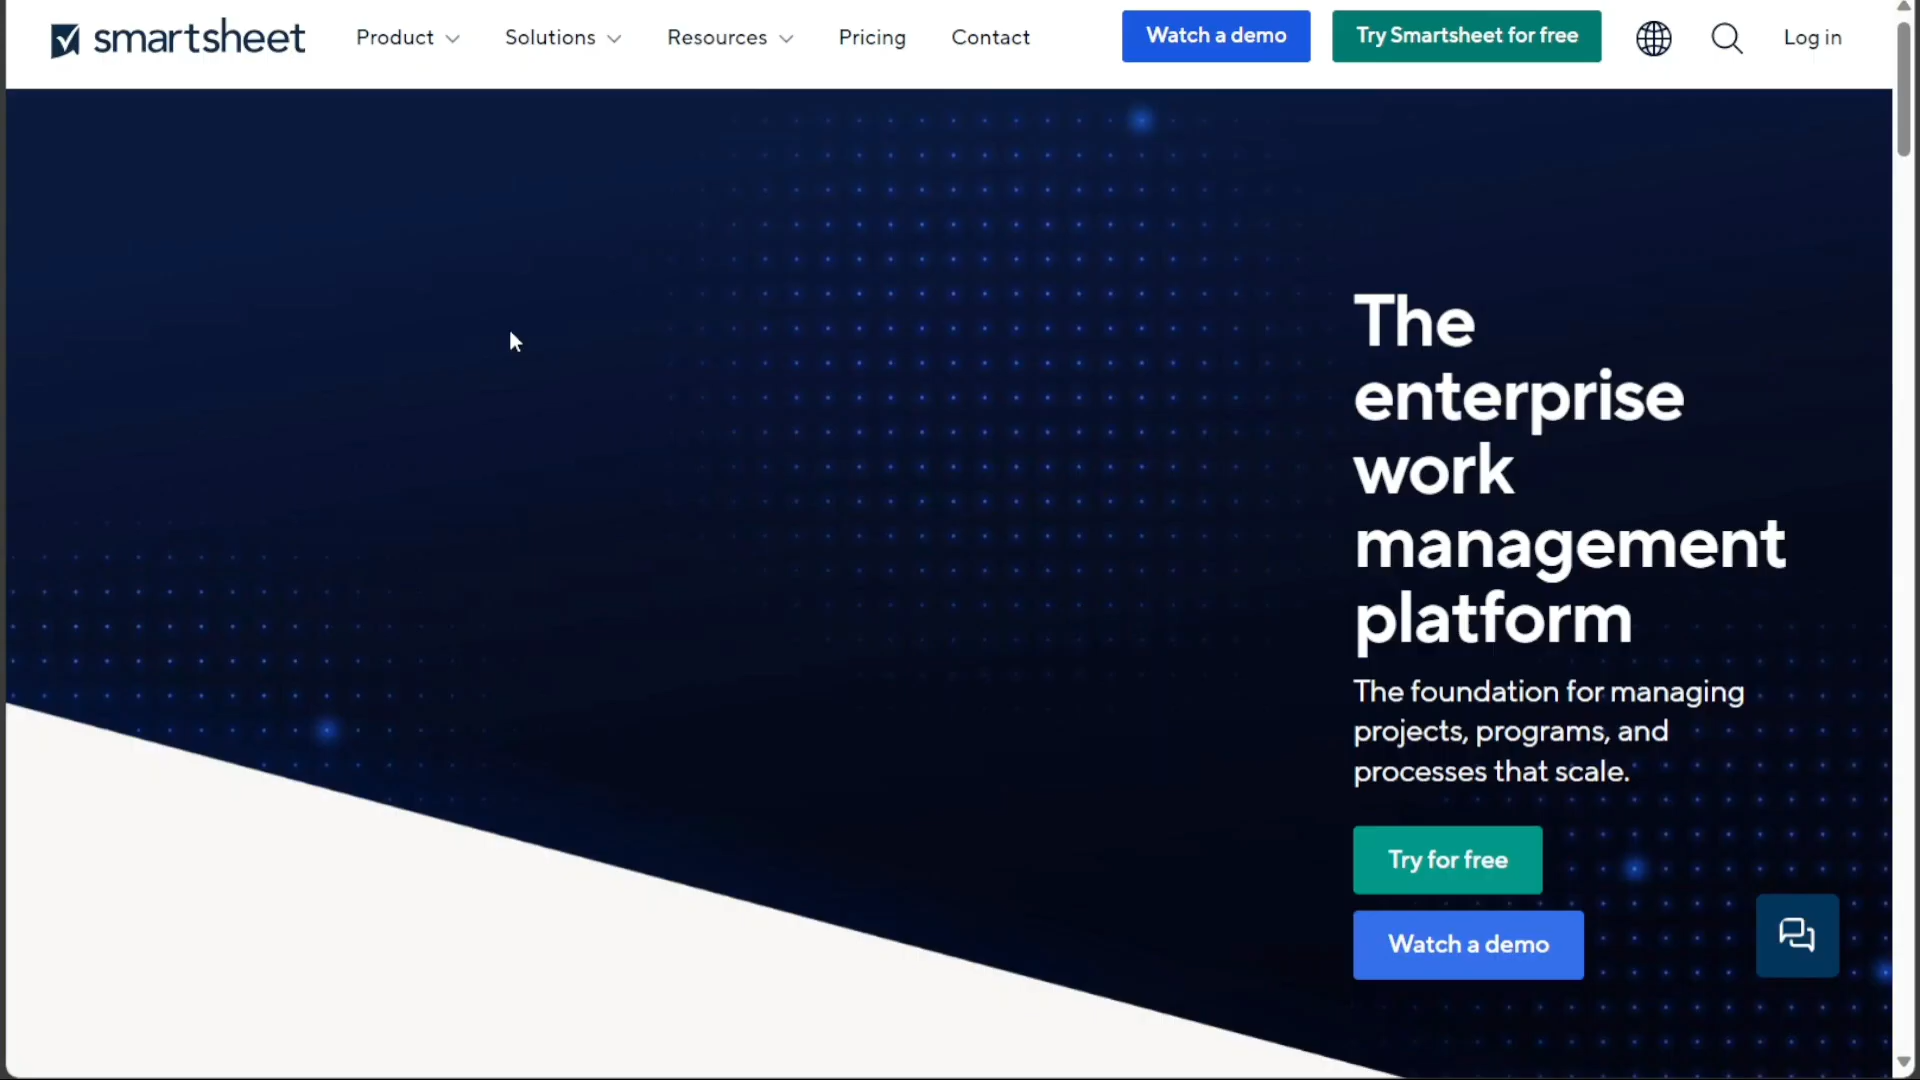 smartsheet Product Solutions Resources Pricing Contact Watch a demo Try Smartsheet for free Log in
The
enterprise
work
management
platform
The foundation for managing
projects, programs, and
processes that scale.
Try for free
Watch a demo